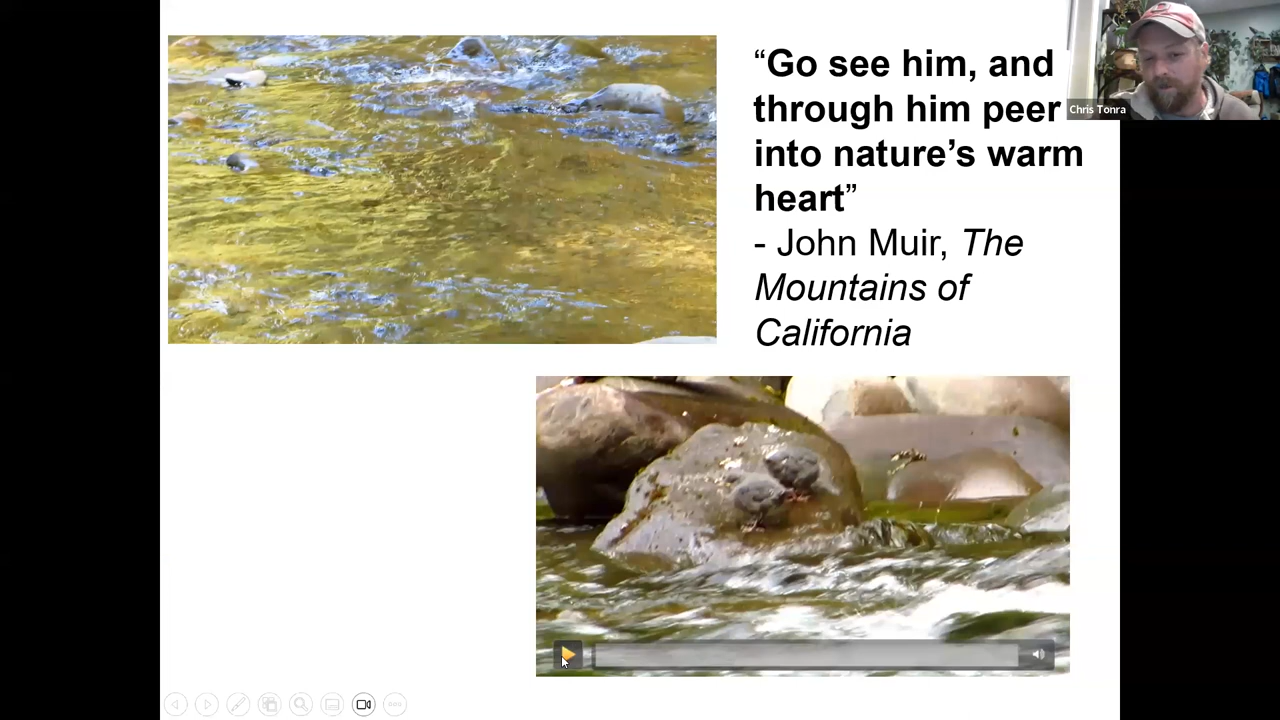 “Go see him, and
through him peer
into nature’s warm
heart”
- John Muir, The
Mountains of
California
Chris Tonra